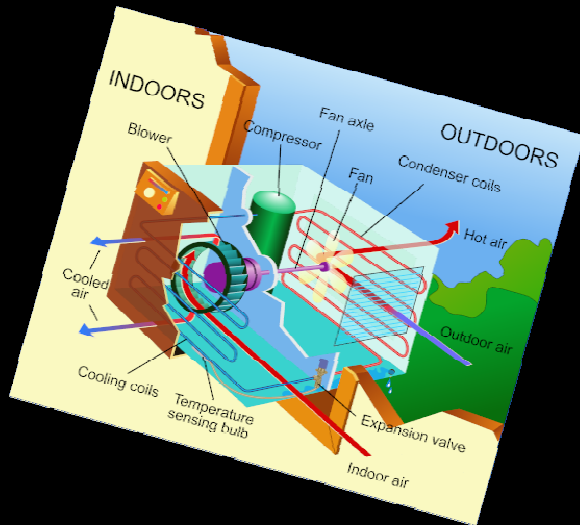 INDOORS
OUTDOORS
Fan axle
Blower
Compressor
Fan
Condenser coils
Hot air
Cooled
air
Outdoor air
Cooling coils
Temperature
sensing bulb
Expansion valve
Indoor air